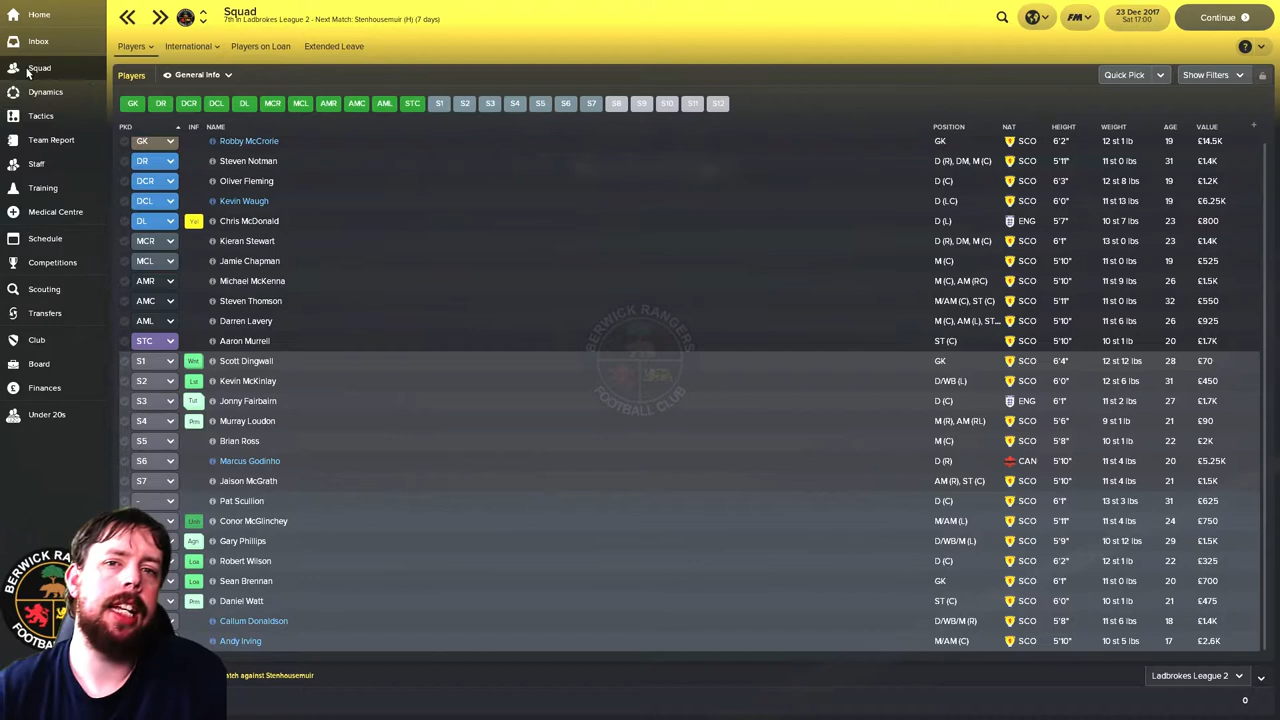 Home
Inbox
Squad
Dynamics
Tactics
Team Report
Staff
Training
Medical Centre
Schedule
Competitions
Scouting
Transfers
Club
Board
Finances
Under 20s
Squad
7th in Ladbrokes League 2 - Next Match: Stenhousemuir (H) (7 days)
FM
23 Dec 2017
Sat 17:00
Continue
Players International Players on Loan Extended Leave
?
Players General Info Quick Pick Show Filters
GK DR DCR DCL DL MCR MCL AMR AMC AML STC S1 S2 S3 S4 S5 S6 S7 S8 S9 S10 S11 S12
PKD INF NAME POSITION NAT HEIGHT WEIGHT AGE VALUE
GK Robby McCrorie GK SCO 6'2" 12 st 1 lb 19 £14.5K
DR Steven Notman D (R), DM, M (C) SCO 5'11" 11 st 0 lbs 31 £1.4K
DCR Oliver Fleming D (C) SCO 6'3" 12 st 8 lbs 19 £1.2K
DCL Kevin Waugh D (LC) SCO 6'0" 11 st 13 lbs 19 £6.25K
DL Yel Chris McDonald D (L) ENG 5'7" 10 st 7 lbs 23 £800
MCR Kieran Stewart D (R), DM, M (C) SCO 6'1" 13 st 0 lbs 23 £1.4K
MCL Jamie Chapman M (C) SCO 5'10" 11 st 0 lbs 19 £525
AMR Michael McKenna M (C), AM (RC) SCO 5'10" 11 st 9 lbs 26 £1.5K
AMC Steven Thomson M/AM (C), ST (C) SCO 5'11" 11 st 0 lbs 32 £550
AML Darren Lavery M (C), AM (L), ST... SCO 5'10" 11 st 6 lbs 26 £925
STC Aaron Murrell ST (C) SCO 5'10" 11 st 0 lbs 20 £1.7K
S1 Wnt Scott Dingwall GK SCO 6'4" 12 st 12 lbs 28 £70
S2 Lst Kevin McKinlay D/WB (L) SCO 6'0" 12 st 6 lbs 31 £450
S3 Tut Jonny Fairbairn D (C) ENG 6'1" 11 st 2 lbs 27 £1.7K
S4 Prm Murray Loudon M (R), AM (RL) SCO 5'6" 9 st 1 lb 21 £90
S5 Brian Ross M (C) SCO 5'8" 10 st 1 lb 22 £2K
S6 Marcus Godinho D (R) CAN 5'10" 11 st 4 lbs 20 £5.25K
S7 Jaison McGrath AM (R), ST (C) SCO 5'10" 11 st 4 lbs 21 £1.5K
- Pat Scullion D (C) SCO 6'1" 13 st 3 lbs 31 £625
Unh Conor McGlinchey M/AM (L) SCO 5'11" 11 st 4 lbs 24 £750
Agn Gary Phillips D/WB/M (L) SCO 5'9" 10 st 12 lbs 29 £1.5K
Loa Robert Wilson D (C) SCO 6'2" 12 st 1 lb 22 £325
Loa Sean Brennan GK SCO 6'1" 11 st 0 lbs 20 £700
Prm Daniel Watt ST (C) SCO 6'0" 10 st 1 lb 21 £475
Callum Donaldson D/WB/M (R) SCO 5'8" 11 st 6 lbs 18 £1.4K
Andy Irving M/AM (C) SCO 5'10" 10 st 5 lbs 17 £2.6K
BERWICK RANGERS
FOOTBALL CLUB
BERWICK RANGERS
atch against Stenhousemuir
Ladbrokes League 2
0